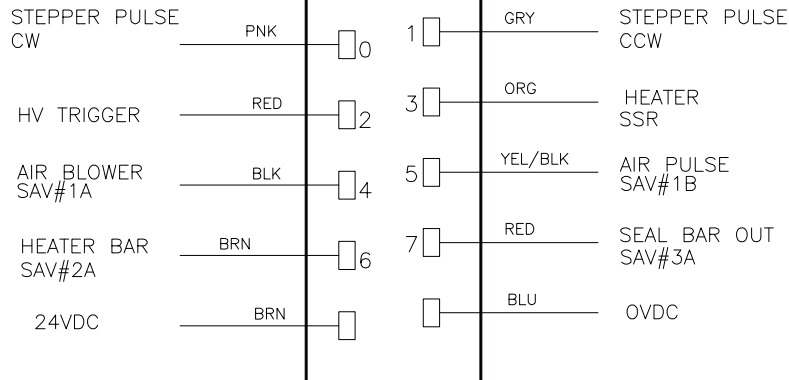 STEPPER PULSE
CW
PNK
0
1
GRY
STEPPER PULSE
CCW
HV TRIGGER
RED
2
3
ORG
HEATER
SSR
AIR BLOWER
SAV#1A
BLK
4
5
YEL/BLK
AIR PULSE
SAV#1B
HEATER BAR
SAV#2A
BRN
6
7
RED
SEAL BAR OUT
SAV#3A
24VDC
BRN
BLU
0VDC